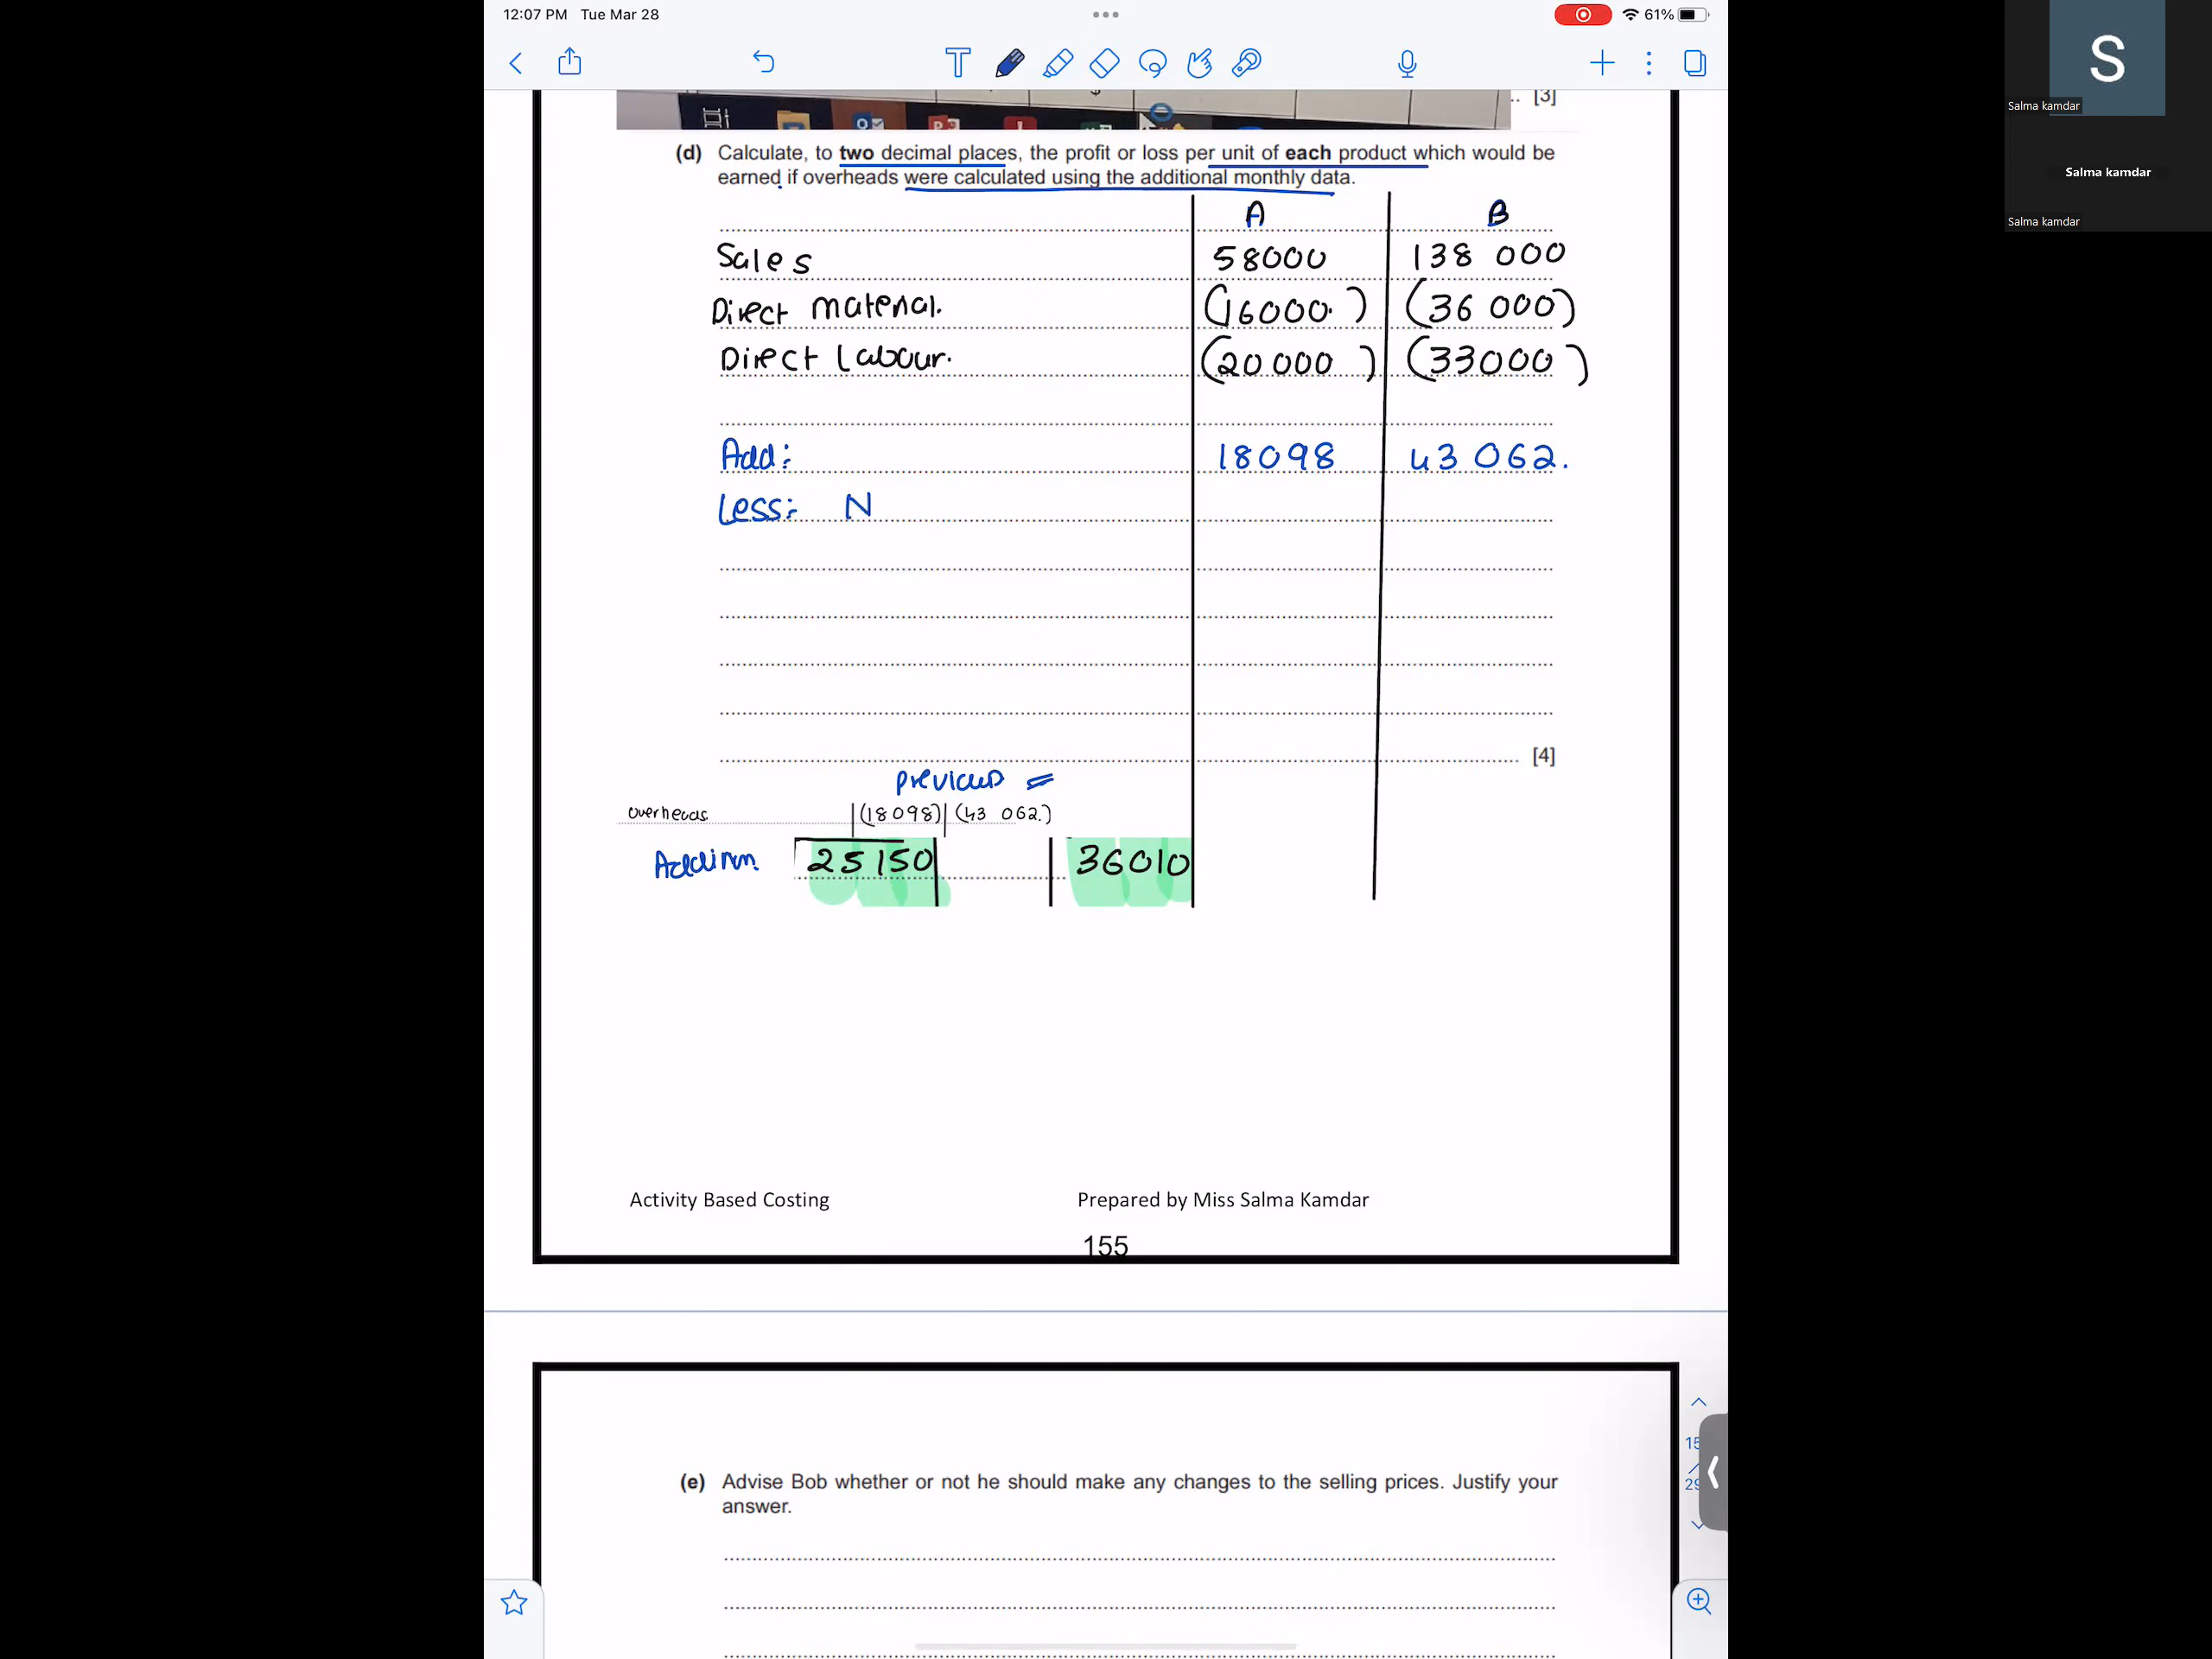 12:07 PM Tue Mar 28
61%
S
Salma kamdar
Salma kamdar
Salma kamdar
.. [3]
(d) Calculate, to two decimal places, the profit or loss per unit of each product which would be
earned if overheads were calculated using the additional monthly data.
A B
Sales 58000 138 000
Direct material. (16000.) (36 000)
Direct labour. (20 000) (33000)
Add: 18098 43 062.
Less: N
[4]
previous =
overheads. (18098) (43 062.)
25150 36010
Activity Based Costing Prepared by Miss Salma Kamdar
155
(e) Advise Bob whether or not he should make any changes to the selling prices. Justify your
answer.